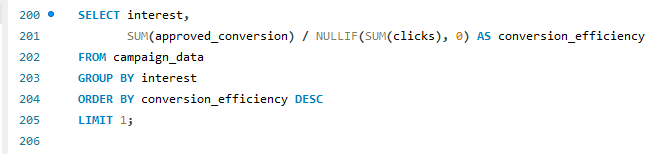 200 SELECT interest,
201 SUM(approved_conversion) / NULLIF(SUM(clicks), 0) AS conversion_efficiency
202 FROM campaign_data
203 GROUP BY interest
204 ORDER BY conversion_efficiency DESC
205 LIMIT 1;
206